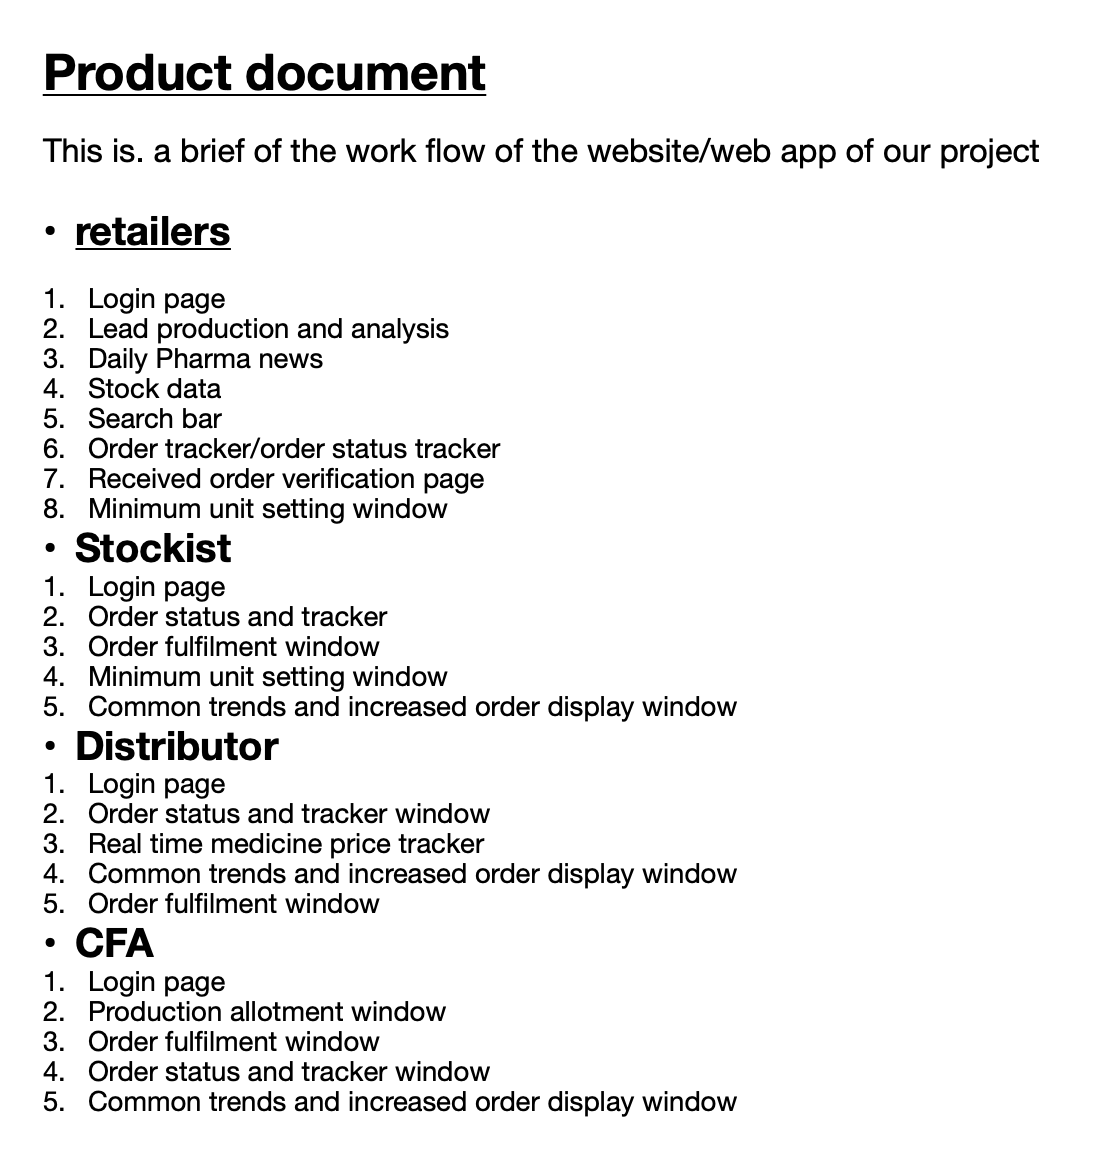 Product document
This is. a brief of the work flow of the website/web app of our project
• retailers
1. Login page
2. Lead production and analysis
3. Daily Pharma news
4. Stock data
5. Search bar
6. Order tracker/order status tracker
7. Received order verification page
8. Minimum unit setting window
• Stockist
1. Login page
2. Order status and tracker
3. Order fulfilment window
4. Minimum unit setting window
5. Common trends and increased order display window
• Distributor
1. Login page
2. Order status and tracker window
3. Real time medicine price tracker
4. Common trends and increased order display window
5. Order fulfilment window
• CFA
1. Login page
2. Production allotment window
3. Order fulfilment window
4. Order status and tracker window
5. Common trends and increased order display window